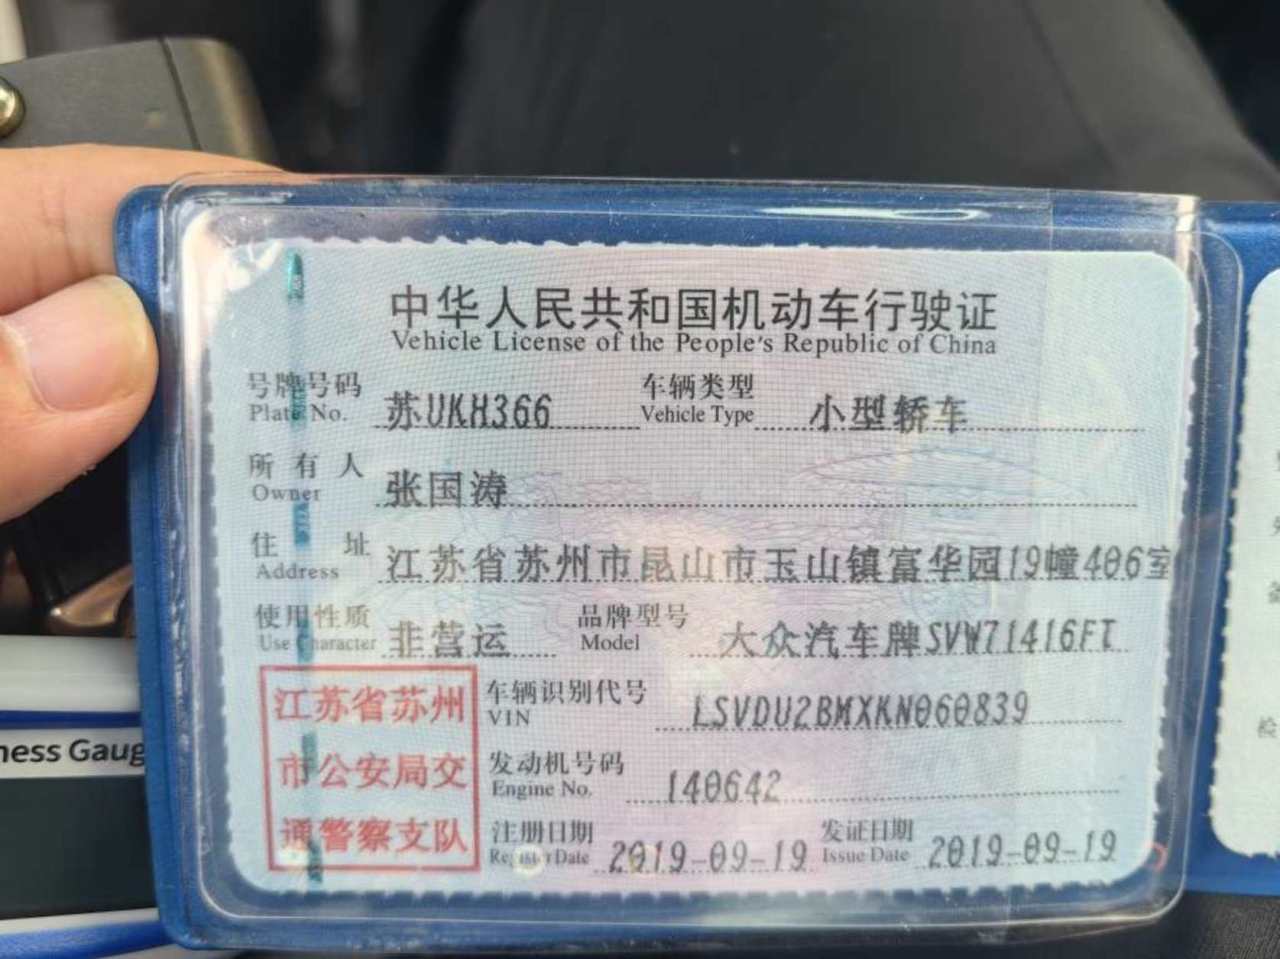 中华人民共和国机动车行驶证
Vehicle License of the People's Republic of China
号牌号码 苏UKH366 车辆类型 小型轿车
Plate No. Vehicle Type
所有人 张国涛
Owner
住址 江苏省苏州市昆山市玉山镇富华园19幢406室
Address
使用性质 非营运 品牌型号 大众汽车牌SVW71416FT
Use Character Model
江苏省苏州
市公安局交
通警察支队
车辆识别代号 LSVDU2BMXKN060839
VIN
发动机号码 140642
Engine No.
注册日期 2019-09-19 发证日期 2019-09-19
Register Date Issue Date
ness Gaug
检